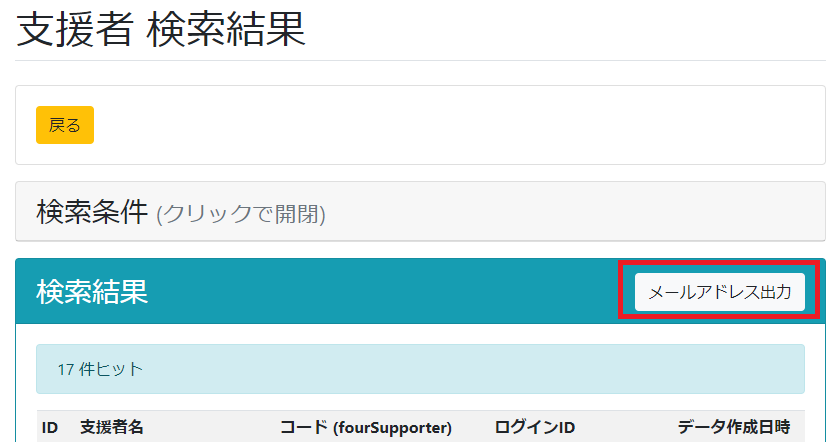 支援者 検索結果
戻る
検索条件 (クリックで開閉)
検索結果 メールアドレス出力
17 件ヒット
ID 支援者名 コード (fourSupporter) ログインID データ作成日時